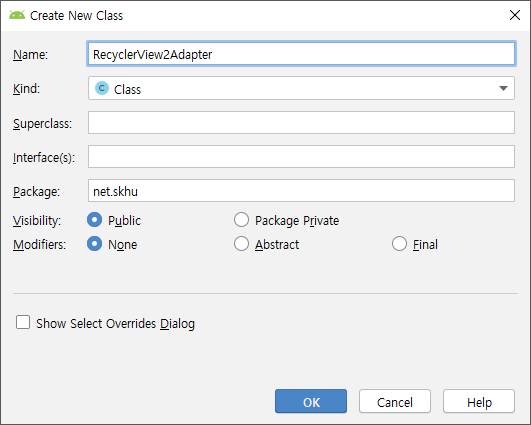 Create New Class
Name: RecyclerView2Adapter
Kind: C Class
Superclass:
Interface(s):
Package: net.skhu
Visibility: Public Package Private
Modifiers: None Abstract Final
Show Select Overrides Dialog
OK Cancel Help